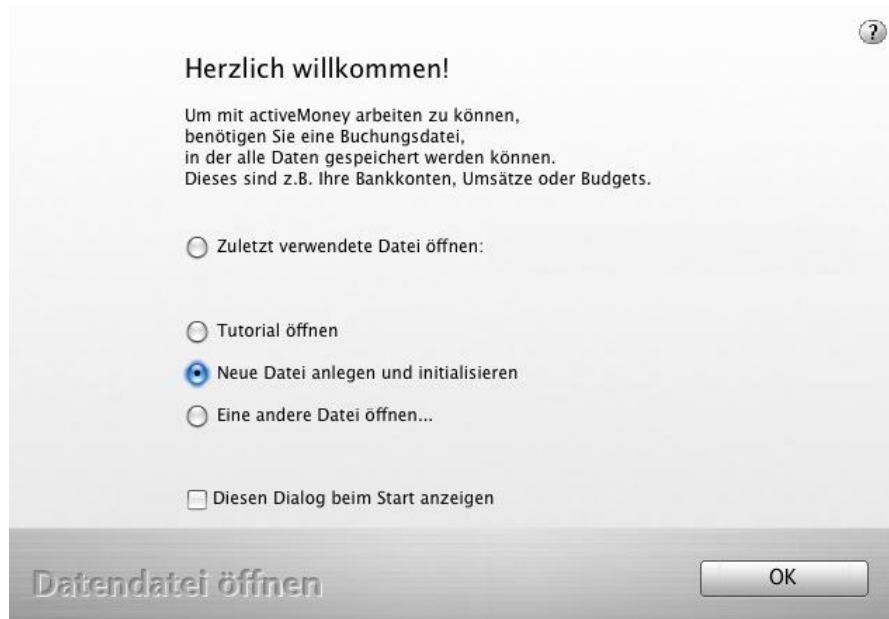 ?
Herzlich willkommen!
Um mit activeMoney arbeiten zu können,
benötigen Sie eine Buchungsdatei,
in der alle Daten gespeichert werden können.
Dieses sind z.B. Ihre Bankkonten, Umsätze oder Budgets.
Zuletzt verwendete Datei öffnen:
Tutorial öffnen
Neue Datei anlegen und initialisieren
Eine andere Datei öffnen...
Diesen Dialog beim Start anzeigen
Datendatei öffnen
OK